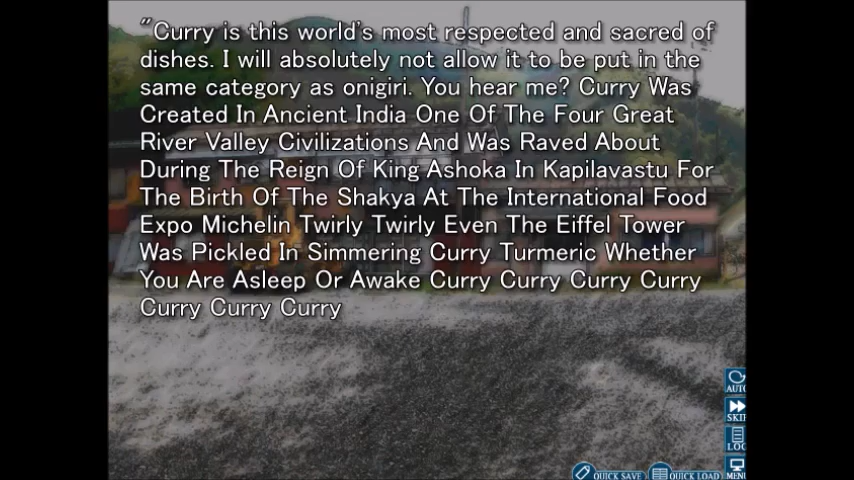 "Curry is this world's most respected and sacred of
dishes. I will absolutely not allow it to be put in the
same category as onigiri. You hear me? Curry Was
Created In Ancient India One Of The Four Great
River Valley Civilizations And Was Raved About
During The Reign Of King Ashoka In Kapilavastu For
The Birth Of The Shakya At The International Food
Expo Michelin Twirly Twirly Even The Eiffel Tower
Was Pickled In Simmering Curry Turmeric Whether
You Are Asleep Or Awake Curry Curry Curry Curry
Curry Curry Curry
AUTO
SKIP
LOG
MENU
QUICK SAVE
QUICK LOAD